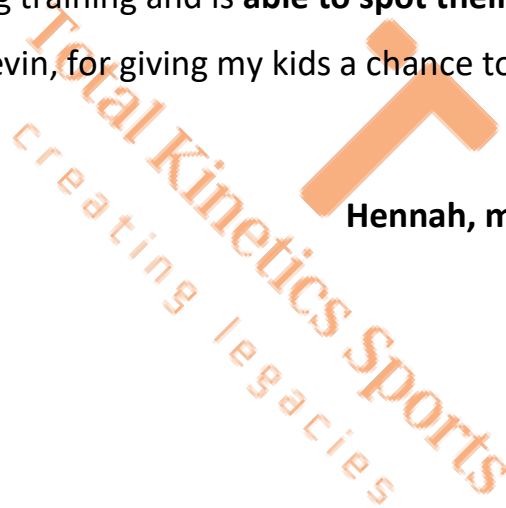 g training and is able to spot their
evin, for giving my kids a chance to
Hennah, m
Total Kinetics Sports
creating legacies